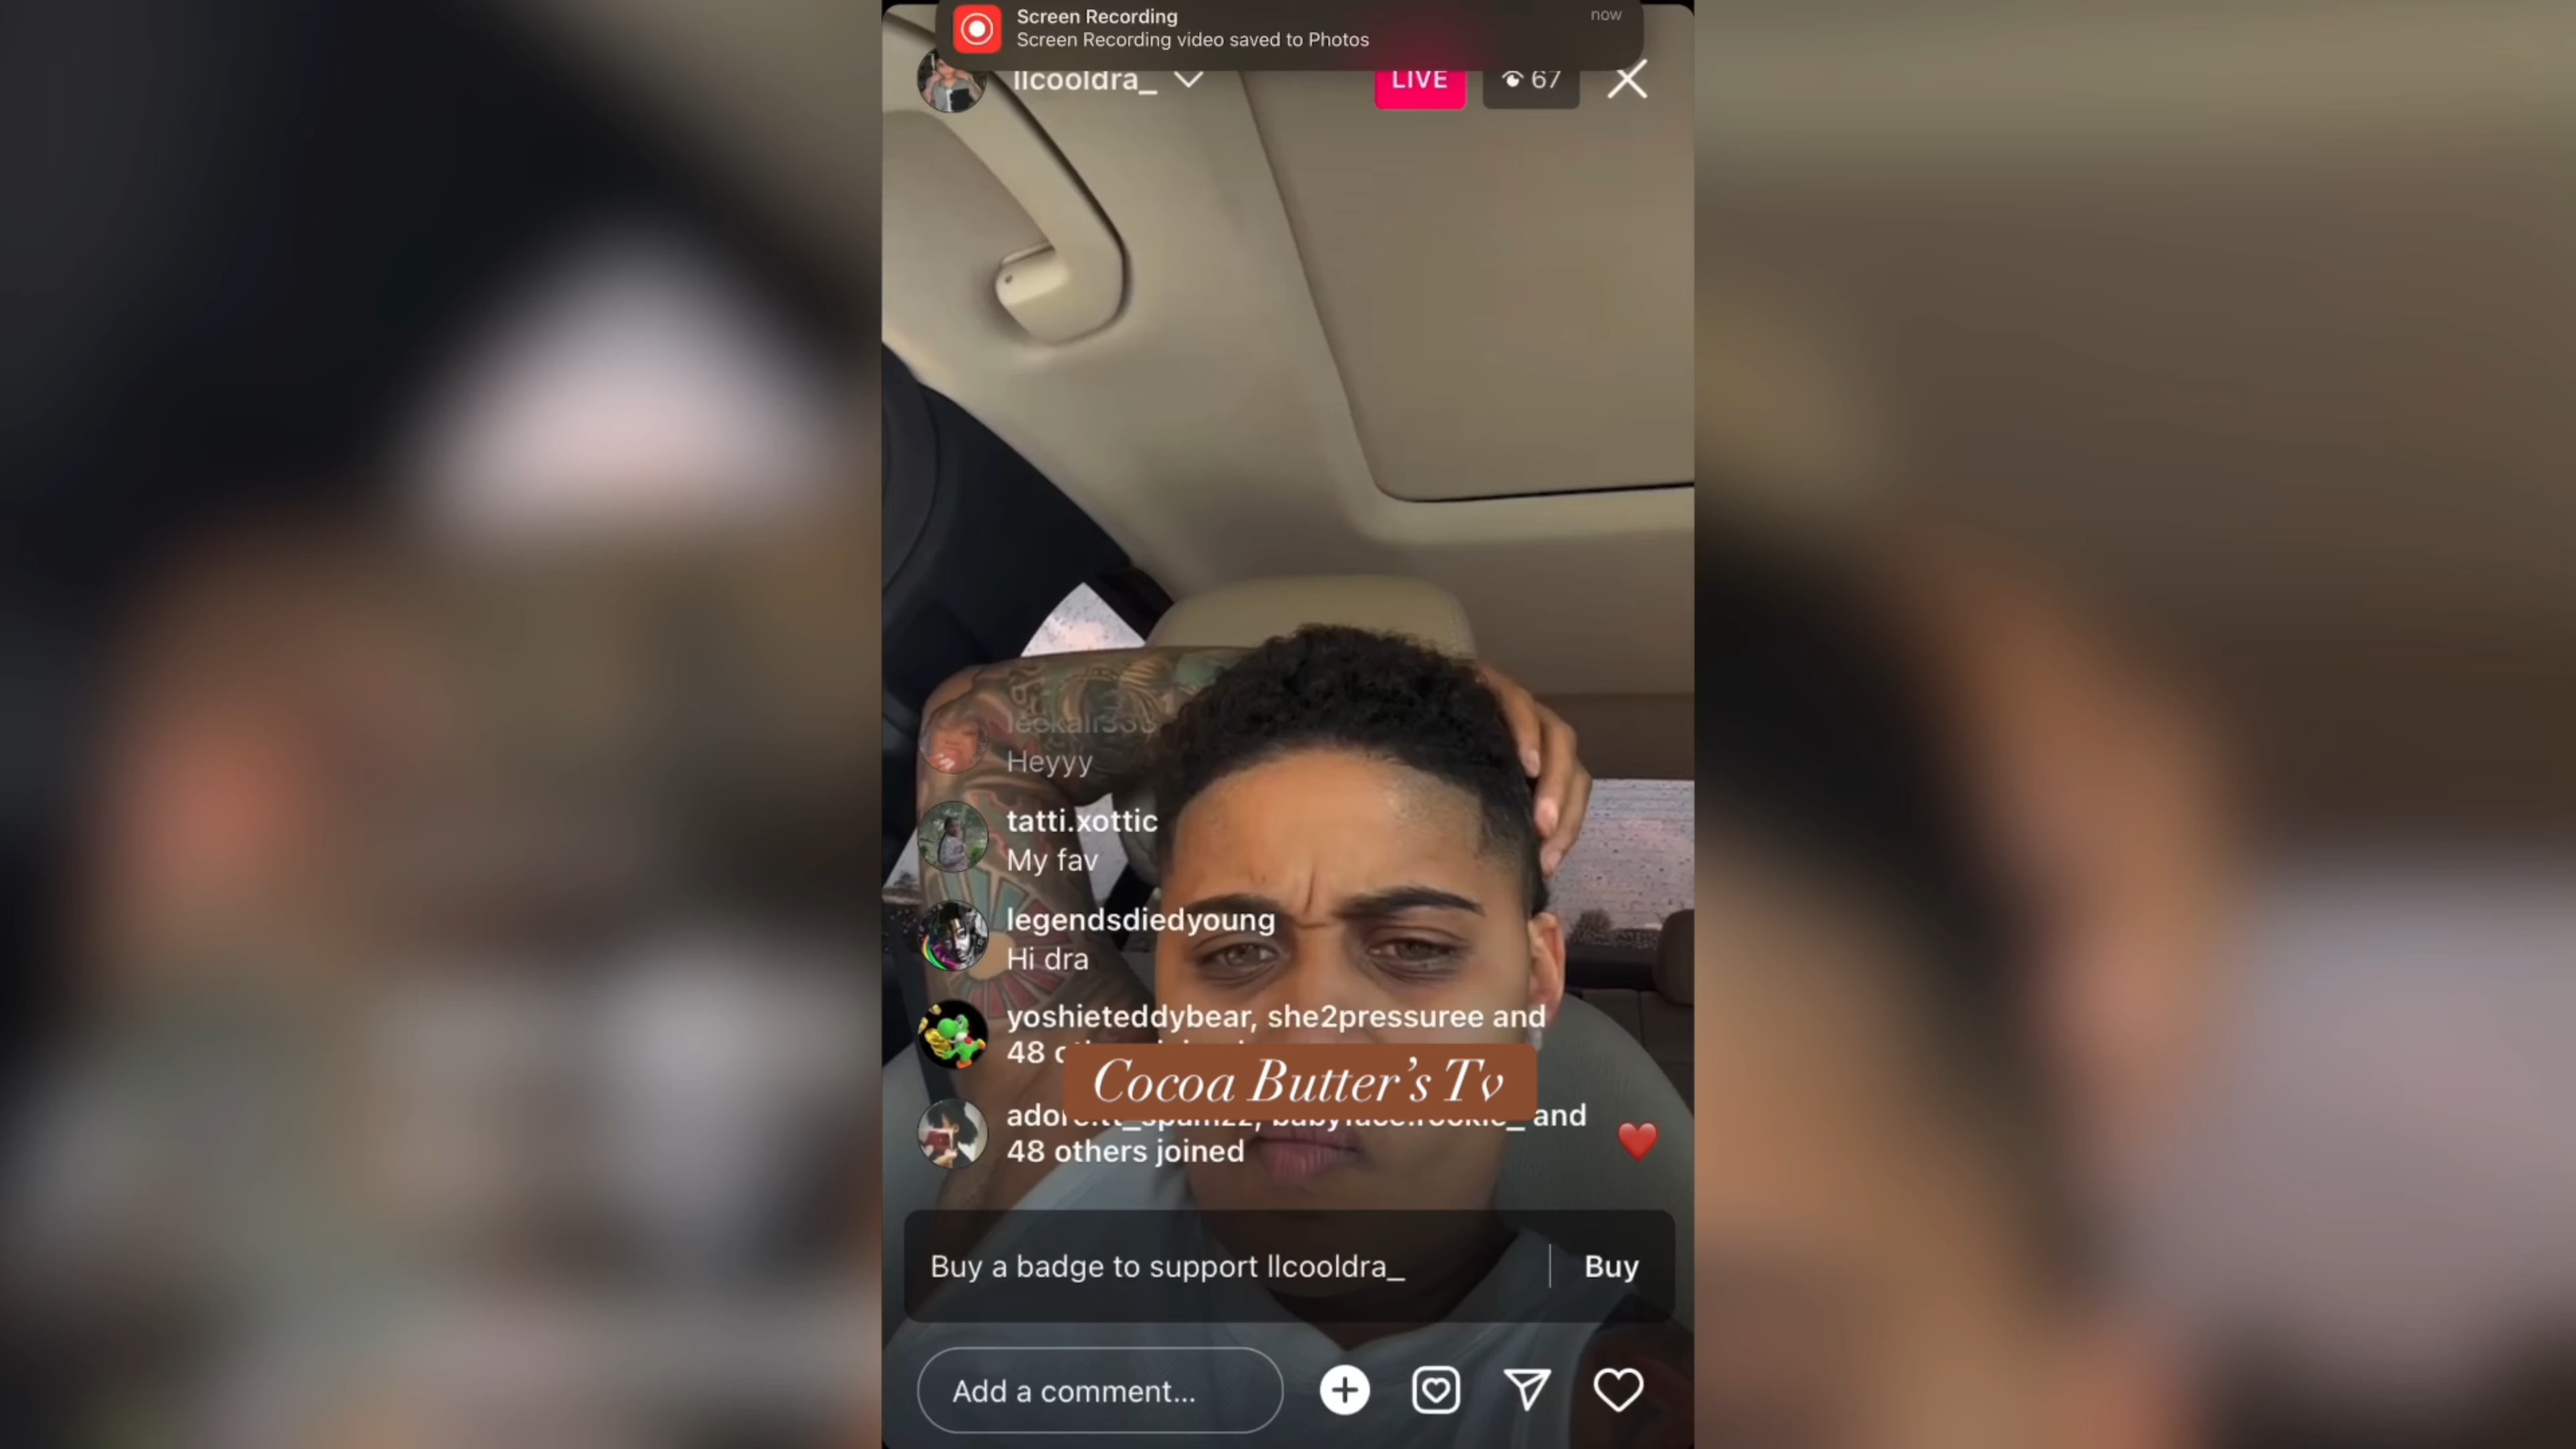 Screen Recording
now
Screen Recording video saved to Photos
llcooldra_
LIVE
67
Heyyy
tatti.xottic
My fav
legendsdiedyoung
Hi dra
yoshieteddybear, she2pressuree and
48
Cocoa Butter's Tv
and
48 others joined
Buy a badge to support llcooldra_
Buy
Add a comment...